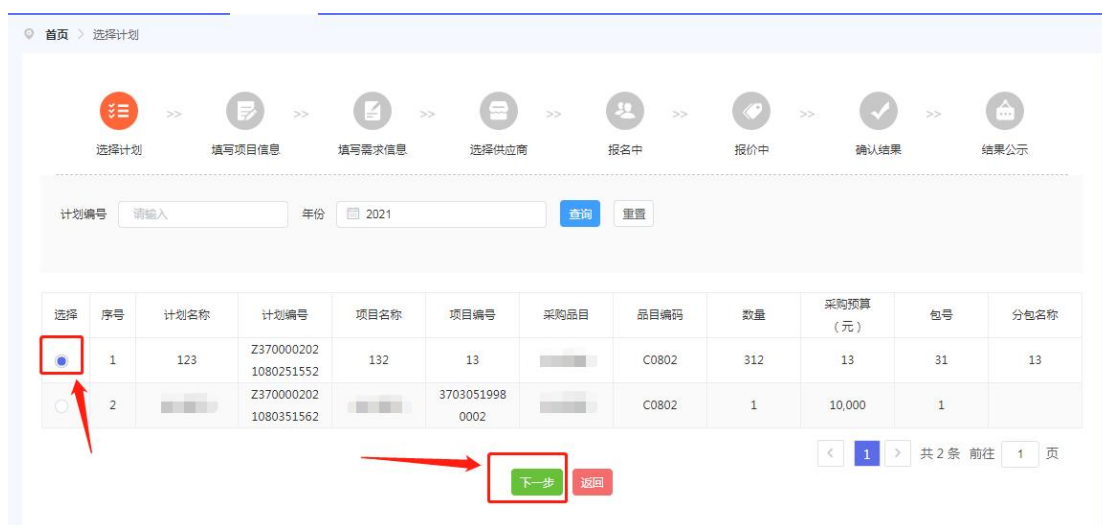 首页 > 选择计划
>> >> >> >> >> >> >>
选择计划 填写项目信息 填写需求信息 选择供应商 报名中 报价中 确认结果 结果公示
计划编号 请输入 年份 2021 查询 重置
选择 序号 计划名称 计划编号 项目名称 项目编号 采购品目 品目编码 数量 采购预算
（元） 包号 分包名称
1 123 Z370000202
1080251552 132 13 C0802 312 13 31 13
2 Z370000202
1080351562 3703051998
0002 C0802 1 10,000 1
< 1 > 共 2 条 前往 1 页
下一步 返回